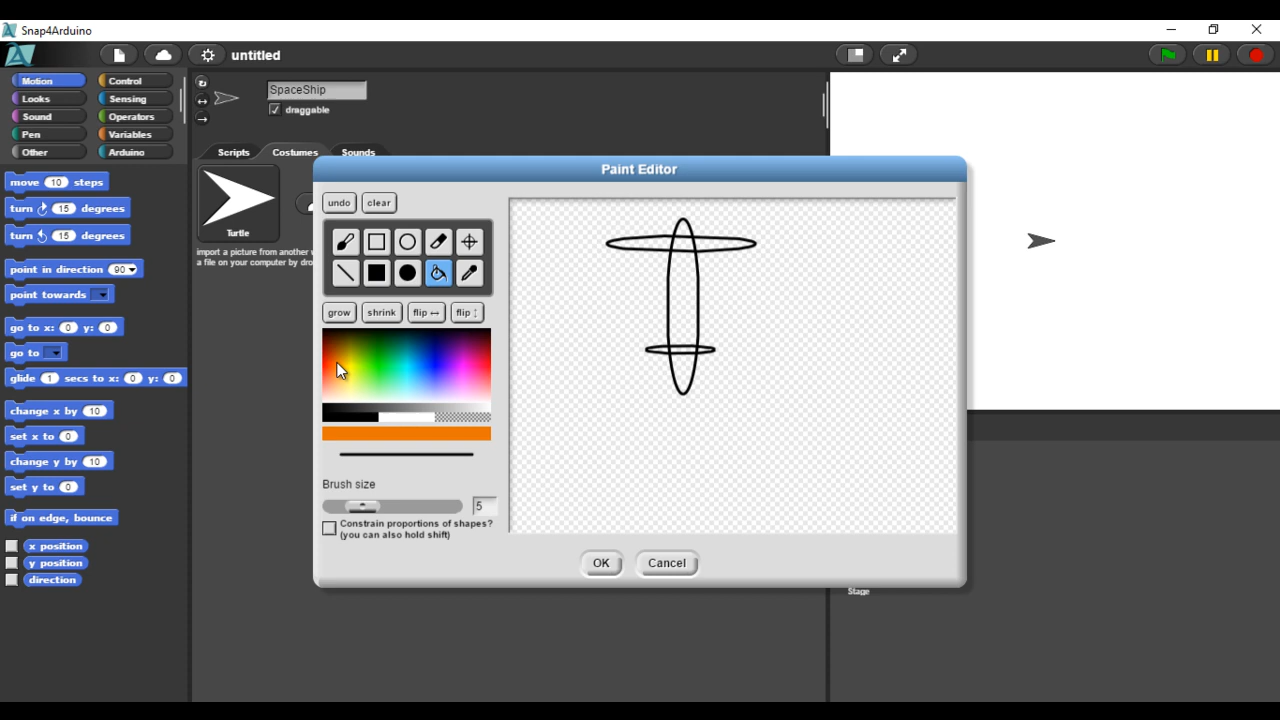 Snap4Arduino
untitled
Motion Control
Looks Sensing
Sound Operators
Pen Variables
Other Arduino
SpaceShip
draggable
Scripts Costumes Sounds
Turtle
import a picture from another
a file on your computer by dro
move 10 steps
turn 15 degrees
turn 15 degrees
point in direction 90
point towards
go to x: 0 y: 0
go to
glide 1 secs to x: 0 y: 0
change x by 10
set x to 0
change y by 10
set y to 0
if on edge, bounce
x position
y position
direction
Paint Editor
undo clear
grow shrink flip ↔ flip ↕
Brush size
5
Constrain proportions of shapes?
(you can also hold shift)
OK Cancel
Stage